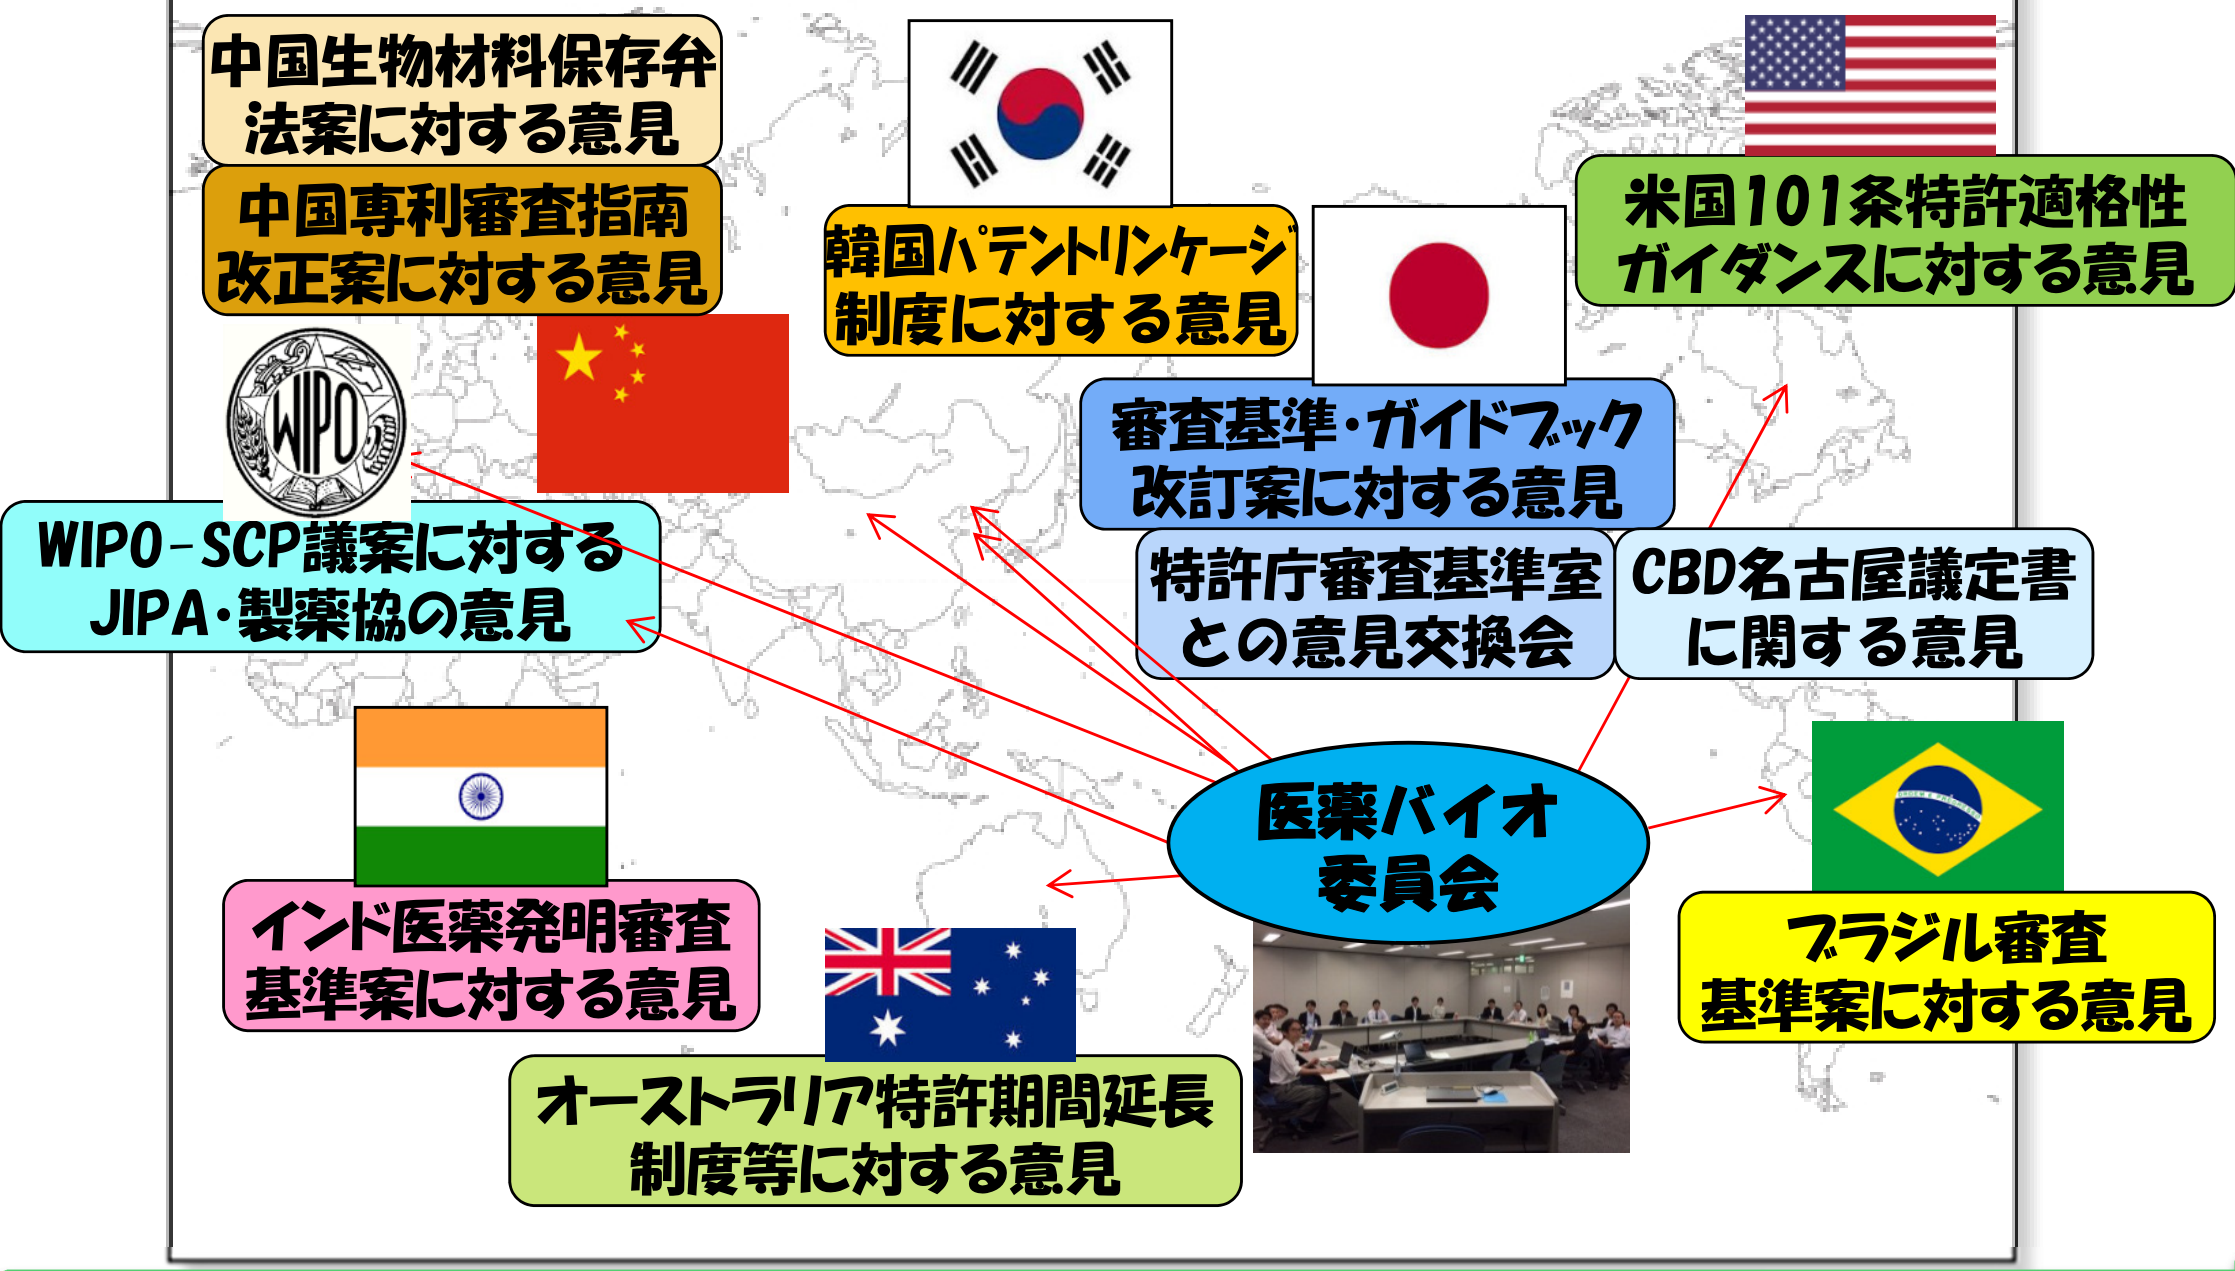 中国生物材料保存弁
法案に対する意見
中国専利審査指南
改正案に対する意見
韓国パテントリンケージ
制度に対する意見
米国101条特許適格性
ガイダンスに対する意見
審査基準・ガイドブック
改訂案に対する意見
WIPO
WIPO-SCP議案に対する
JIPA・製薬協の意見
特許庁審査基準室
との意見交換会
CBD名古屋議定書
に関する意見
医薬バイオ
委員会
インド医薬発明審査
基準案に対する意見
ブラジル審査
基準案に対する意見
オーストラリア特許期間延長
制度等に対する意見